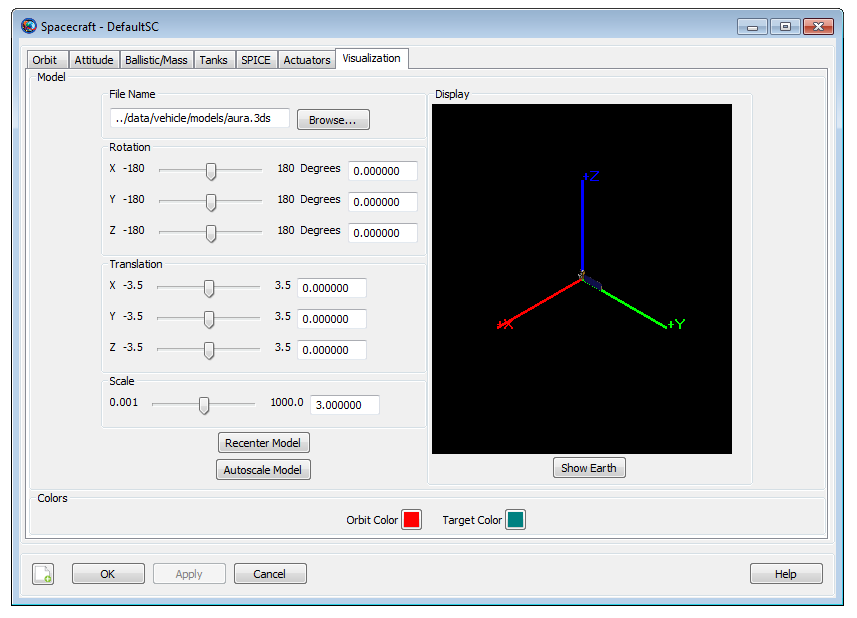 Spacecraft - DefaultSC
Orbit Attitude Ballistic/Mass Tanks SPICE Actuators Visualization
Model
File Name
../data/vehicle/models/aura.3ds Browse...
Rotation
X -180 180 Degrees 0.000000
Y -180 180 Degrees 0.000000
Z -180 180 Degrees 0.000000
Translation
X -3.5 3.5 0.000000
Y -3.5 3.5 0.000000
Z -3.5 3.5 0.000000
Scale
0.001 1000.0 3.000000
Recenter Model
Autoscale Model
Display
+Z
+X
+Y
Show Earth
Colors
Orbit Color Target Color
OK Apply Cancel Help